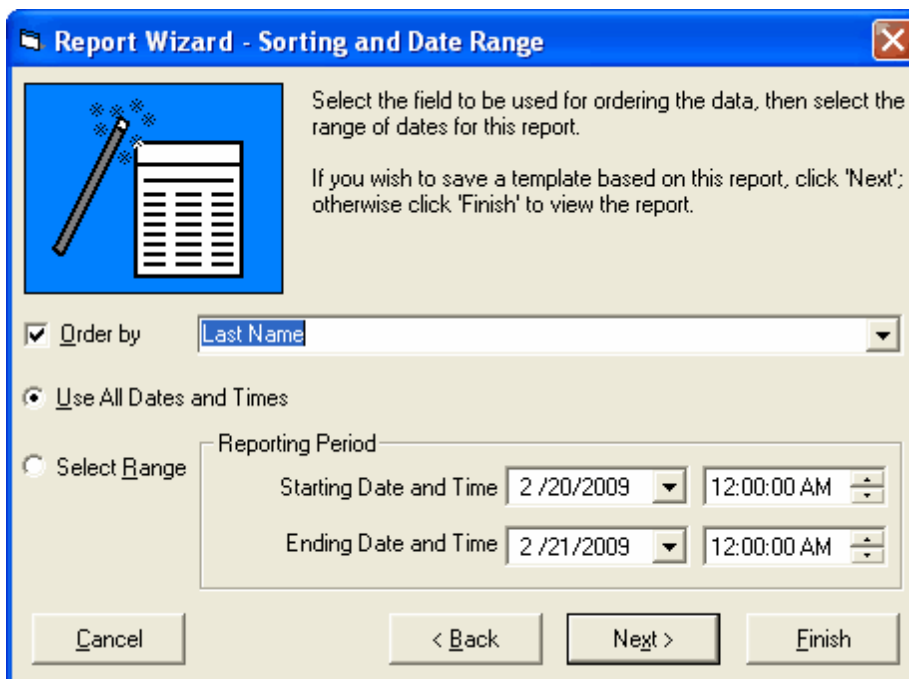 Report Wizard - Sorting and Date Range
Select the field to be used for ordering the data, then select the
range of dates for this report.
If you wish to save a template based on this report, click 'Next';
otherwise click 'Finish' to view the report.
Order by Last Name
Use All Dates and Times
Reporting Period
Select Range
Starting Date and Time 2 /20/2009 12:00:00 AM
Ending Date and Time 2 /21/2009 12:00:00 AM
Cancel < Back Next > Finish